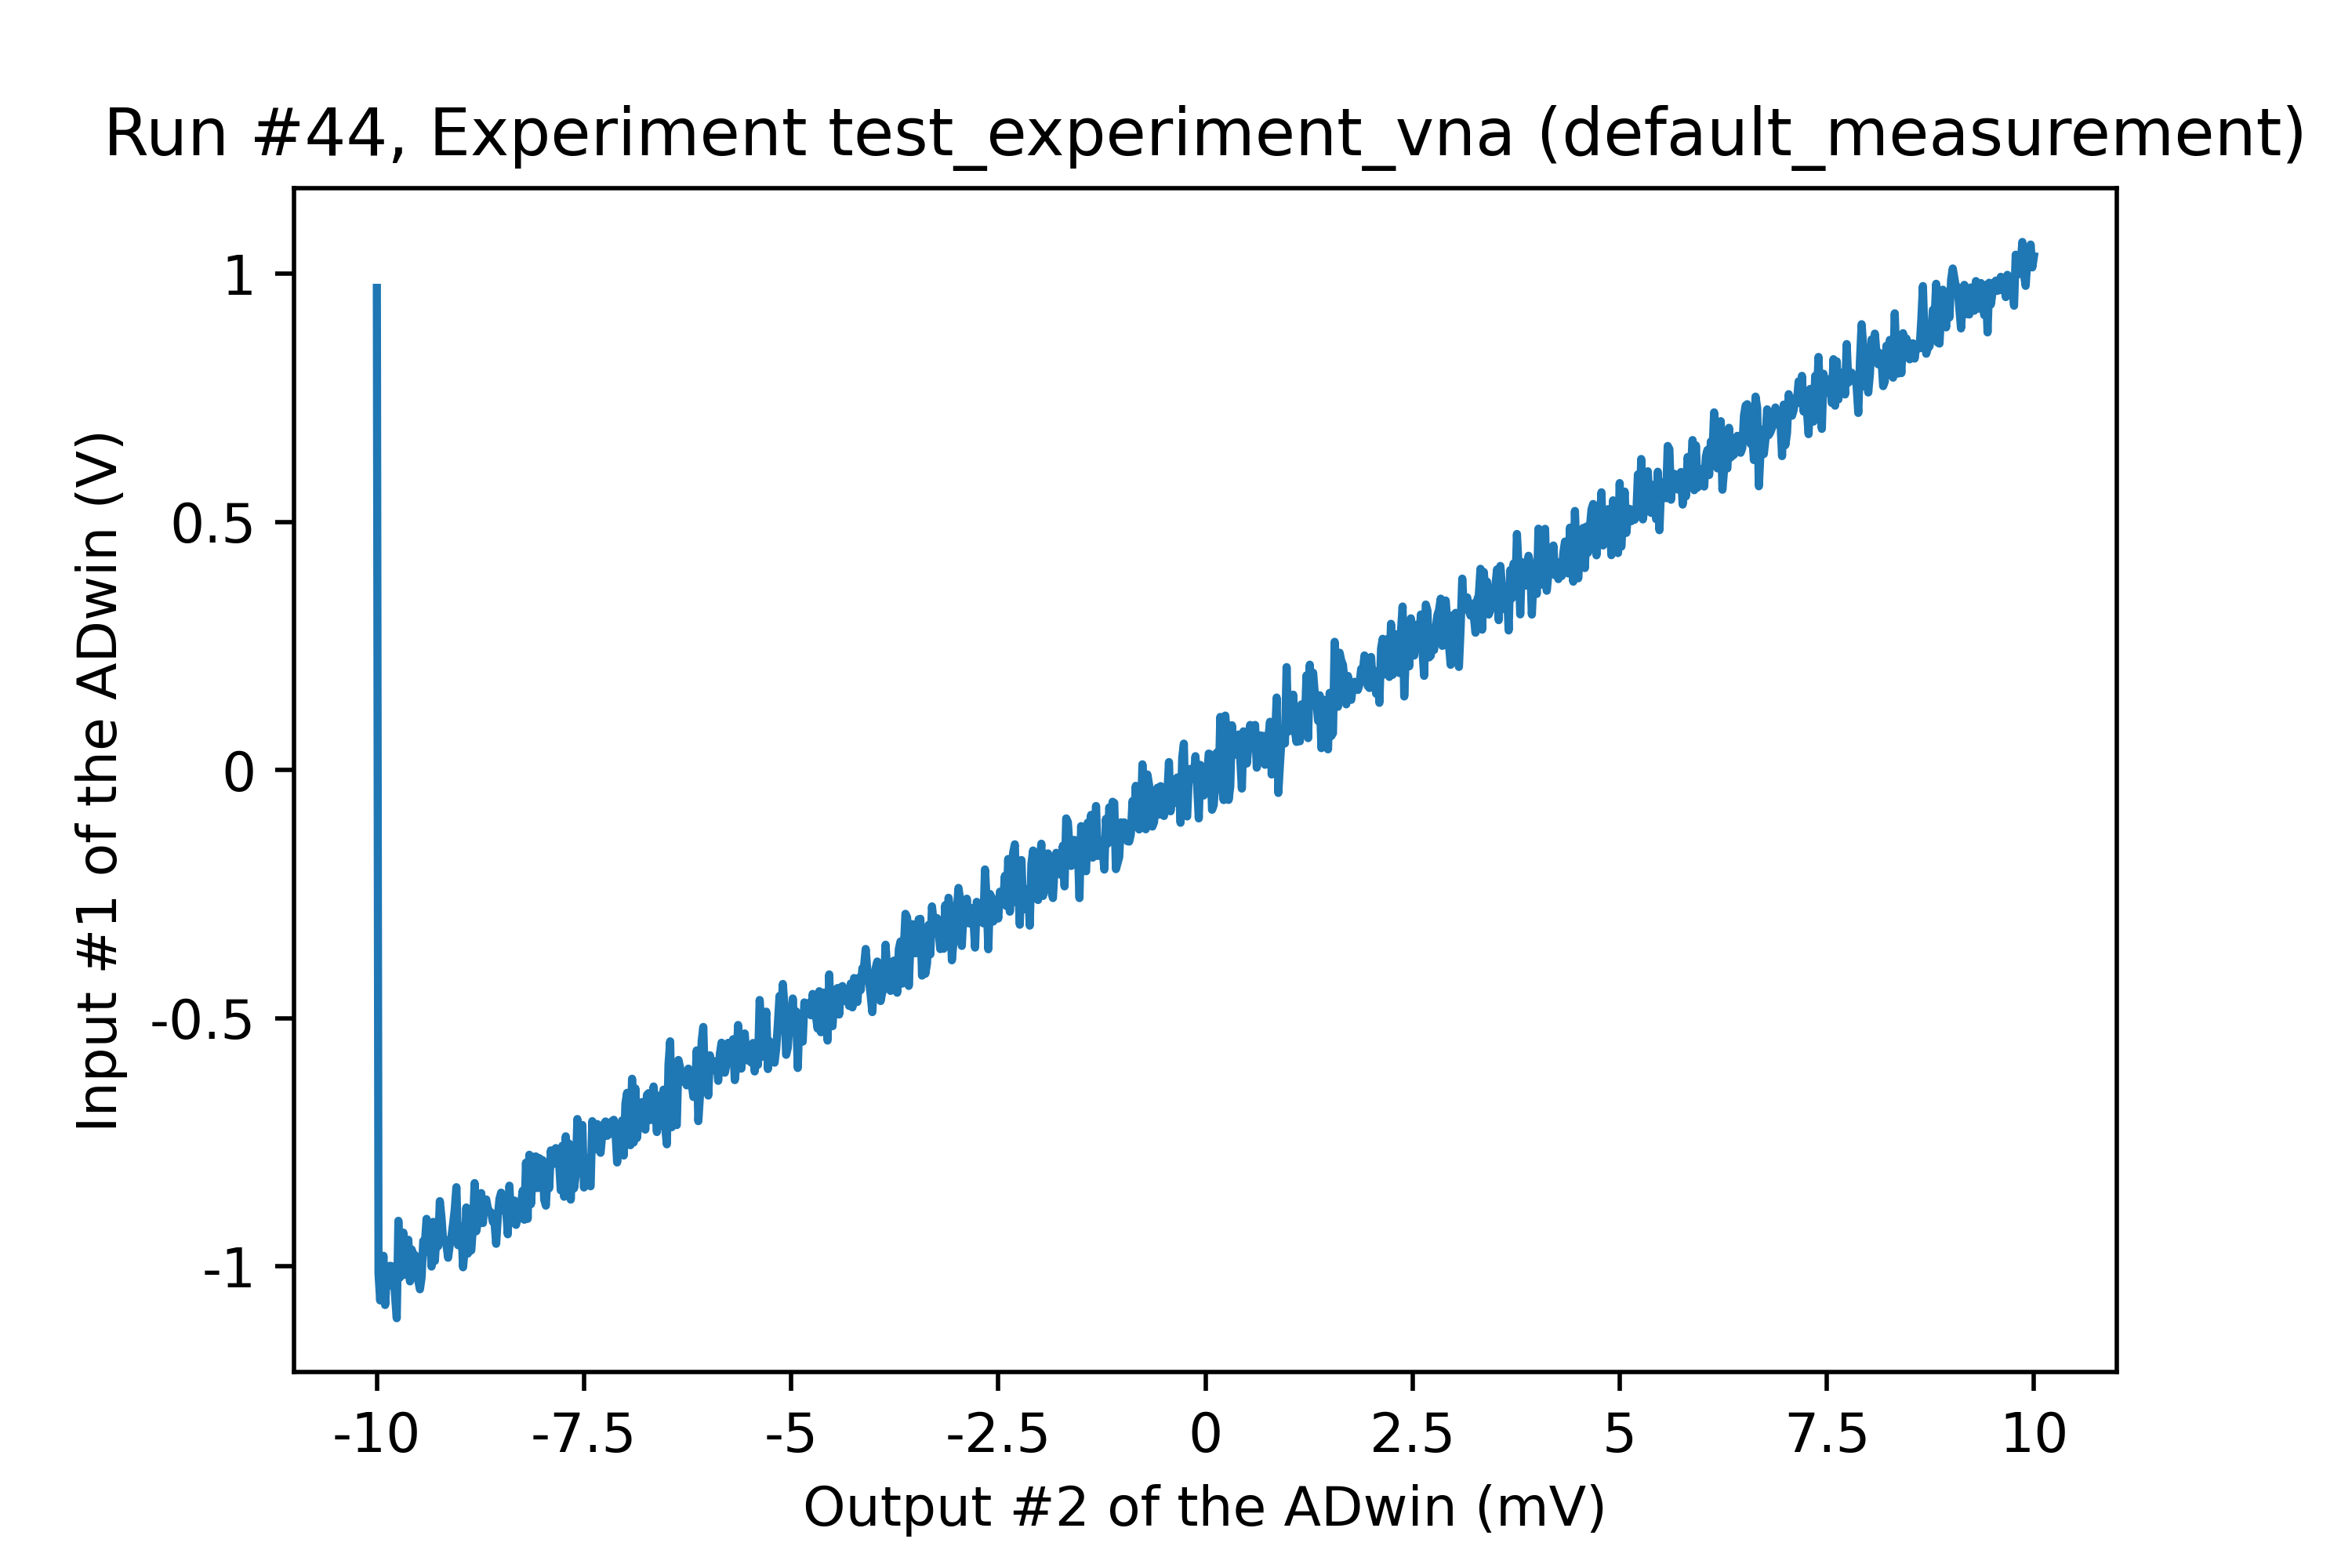 Run #44, Experiment test_experiment_vna (default_measurement)
Input #1 of the ADwin (V)
1
0.5
0
-0.5
-1
-10 -7.5 -5 -2.5 0 2.5 5 7.5 10
Output #2 of the ADwin (mV)